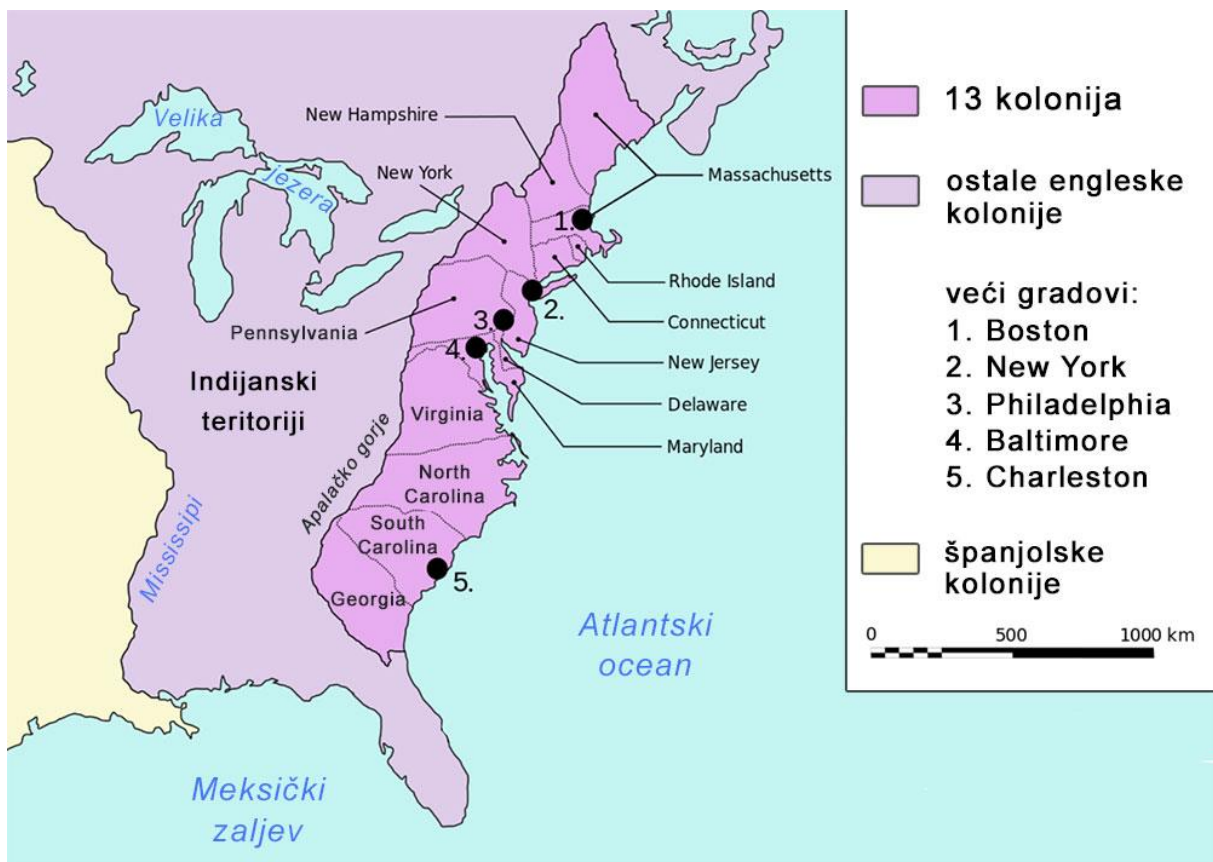 Velika
jezera
New Hampshire
New York
Massachusetts
1.
Rhode Island
2.
Connecticut
3.
Pennsylvania
4.
New Jersey
Delaware
Maryland
Indijanski
teritoriji
Virginia
Apalačko gorje
North
Carolina
South
Carolina
5.
Georgia
Mississipi
Atlantski
ocean
Meksički
zaljev
13 kolonija
ostale engleske
kolonije
veći gradovi:
1. Boston
2. New York
3. Philadelphia
4. Baltimore
5. Charleston
španjolske
kolonije
0 500 1000 km